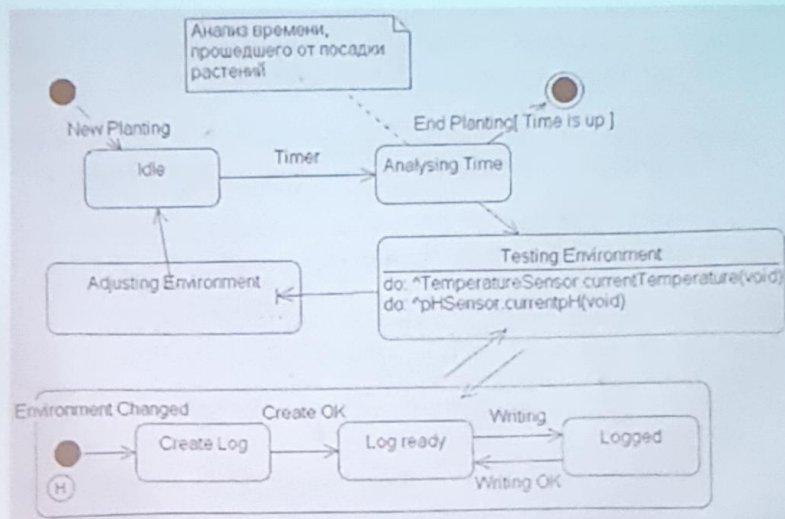 Анализ времени,
прошедшего от посадки
растений
New Planting
End Planting[ Time is up ]
Idle
Timer
Analysing Time
Testing Environment
do: ^TemperatureSensor.currentTemperature(void)
do: ^pHSensor.currentpH(void)
Adjusting Environment
Environment Changed
Create OK
Writing
Create Log
Log ready
Logged
Writing OK
H